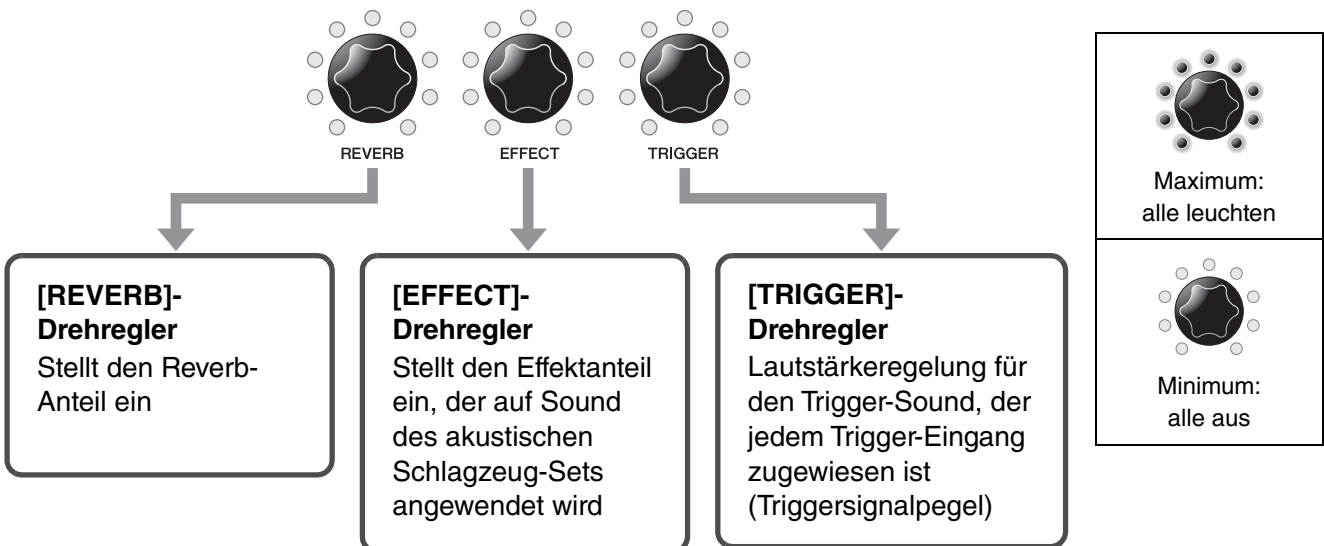 REVERB
EFFECT
TRIGGER
[REVERB]-
Drehregler
Stellt den Reverb-
Anteil ein
[EFFECT]-
Drehregler
Stellt den Effektanteil
ein, der auf Sound
des akustischen
Schlagzeug-Sets
angewendet wird
[TRIGGER]-
Drehregler
Lautstärkeregelung für
den Trigger-Sound, der
jedem Trigger-Eingang
zugewiesen ist
(Triggersignalpegel)
Maximum:
alle leuchten
Minimum:
alle aus